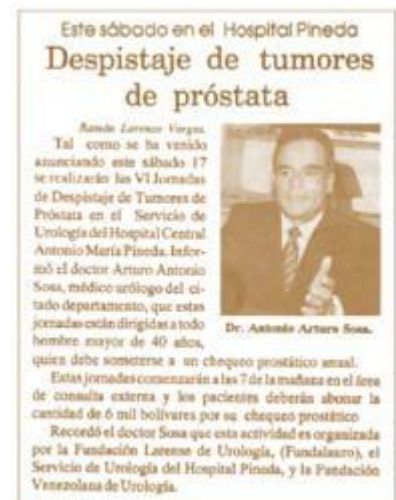 Este sábado en el Hospital Pineda
Despistaje de tumores
de próstata
Ramón Lorenzo Vargas.
Tal como se ha venido
anunciando este sábado 17
se realizarán las VI Jornadas
de Despistaje de Tumores de
Próstata en el Servicio de
Urología del Hospital Central
Antonio María Pineda. Infor-
mó el doctor Arturo Antonio
Sosa, médico urólogo del ci-
tado departamento, que estas
jornadas están dirigidas a todo
hombre mayor de 40 años,
quien debe someterse a un chequeo prostático anual.
Dr. Antonio Arturo Sosa.
Estas jornadas comenzarán a las 7 de la mañana en el área
de consulta externa y los pacientes deberán abonar la
cantidad de 6 mil bolívares por su chequeo prostático
Recordó el doctor Sosa que esta actividad es organizada
por la Fundación Larense de Urología, (Fundalauro), el
Servicio de Urología del Hospital Pineda, y la Fundación
Venezolana de Urología.